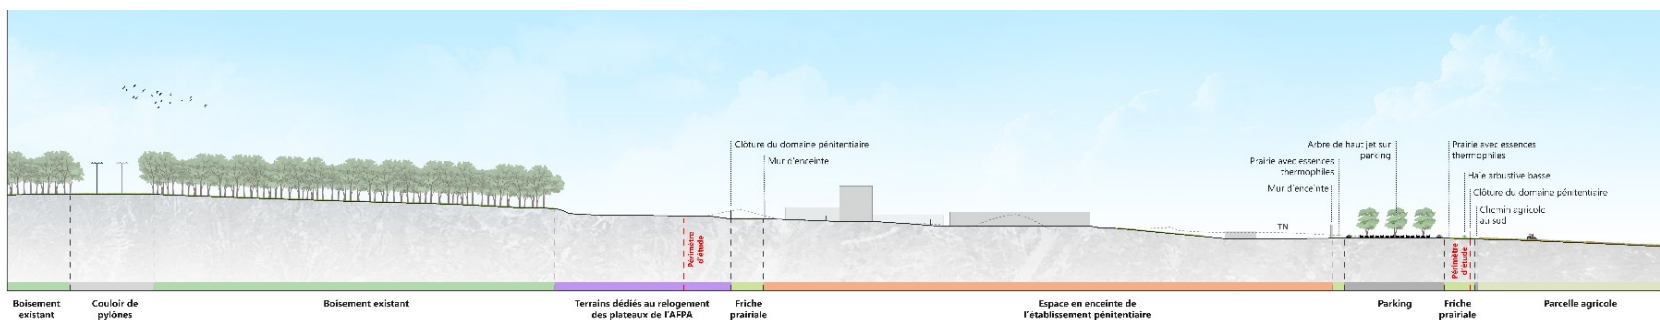 Clôture du domaine pénitentiaire
Mur d'enceinte
Prairie avec essences
thermophiles
Mur d'enceinte
TN
Arbre de haut jet sur
parking
Prairie avec essences
thermophiles
Haie arbustive basse
Clôture du domaine pénitentiaire
Chemin agricole
au sud
Périmètre
d'étude
Périmètre
d'étude
Boisement
existant
Couloir de
pylônes
Boisement existant
Terrains dédiés au relogement
des plateaux de l'AFPA
Friche
prairiale
Espace en enceinte de
l'établissement pénitentiaire
Parking
Friche
prairiale
Parcelle agricole